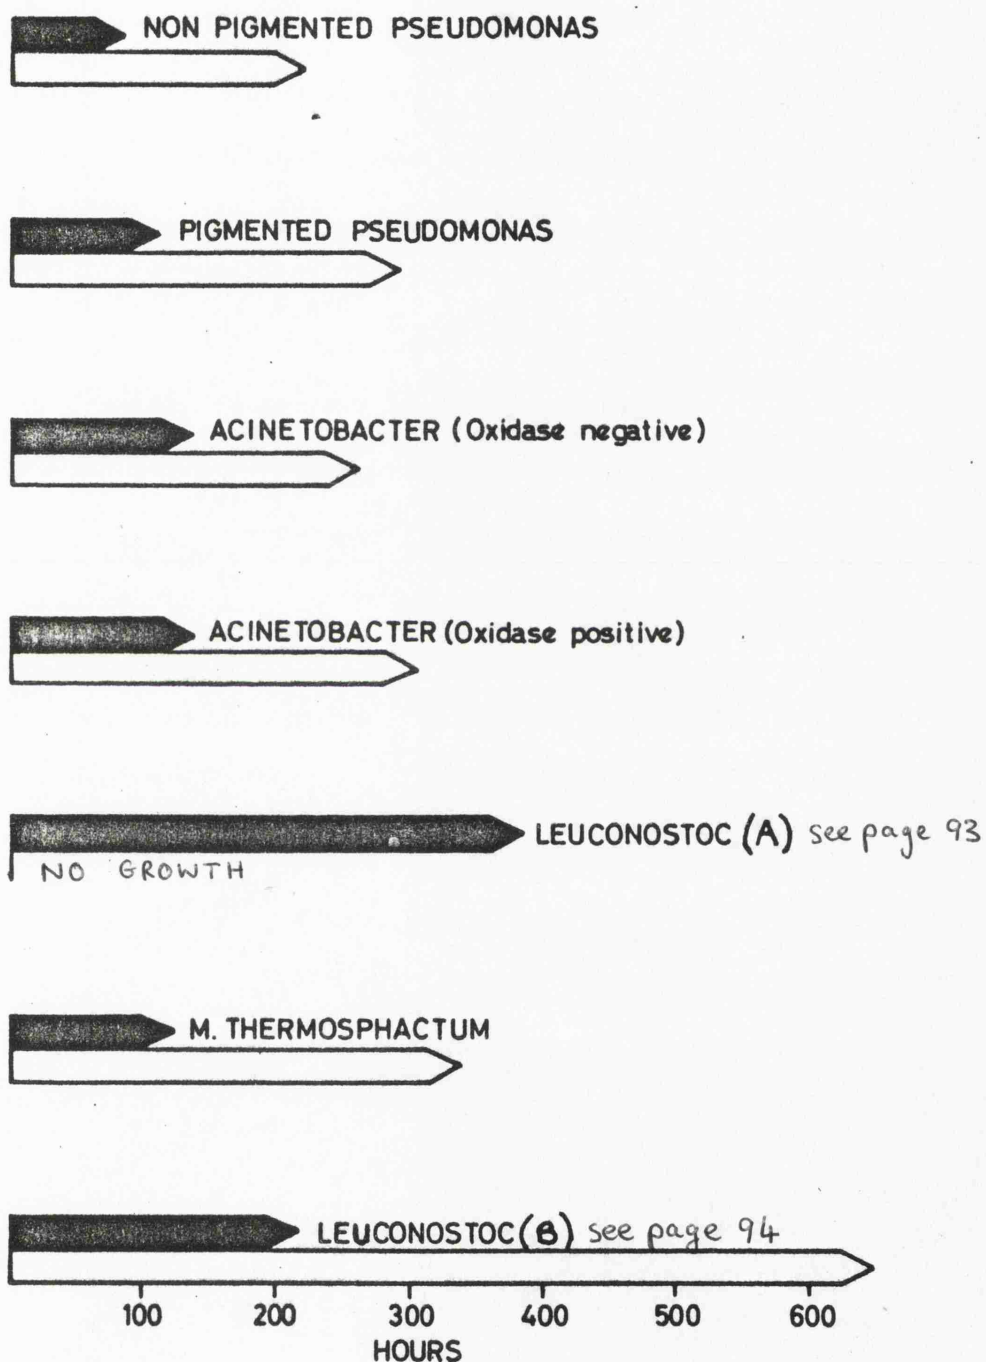 NON PIGMENTED PSEUDOMONAS
PIGMENTED PSEUDOMONAS
ACINETOBACTER (Oxidase negative)
ACINETOBACTER (Oxidase positive)
LEUCONOSTOC (A) see page 93
NO GROWTH
M. THERMOSPHACTUM
LEUCONOSTOC (B) see page 94
100 200 300 400 500 600
HOURS